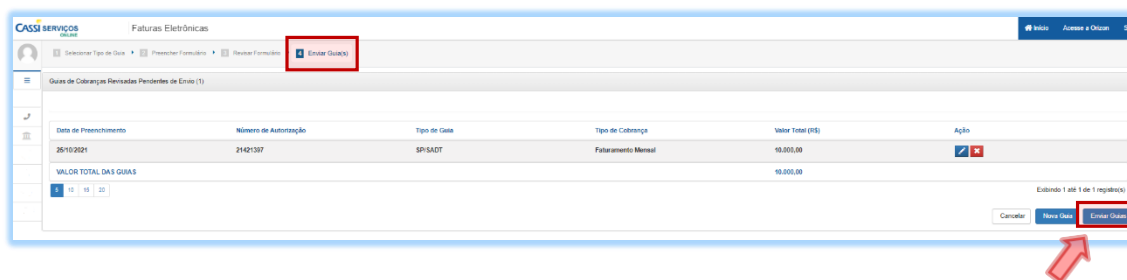 CASSI SERVIÇOS ONLINE
Faturas Eletrônicas
Início Acesse a Orizon S
1 Selecionar Tipo de Guia 2 Preencher Formulário 3 Revisar Formulário 4 Enviar Guia(s)
Guias de Cobranças Revisadas Pendentes de Envio (1)
Data de Preenchimento Número de Autorização Tipo de Guia Tipo de Cobrança Valor Total (R$) Ação
25/10/2021 21421397 SP/SADT Faturamento Mensal 10.000,00
VALOR TOTAL DAS GUIAS 10.000,00
5 10 15 20
Exibindo 1 até 1 de 1 registro(s)
Cancelar Nova Guia Enviar Guias